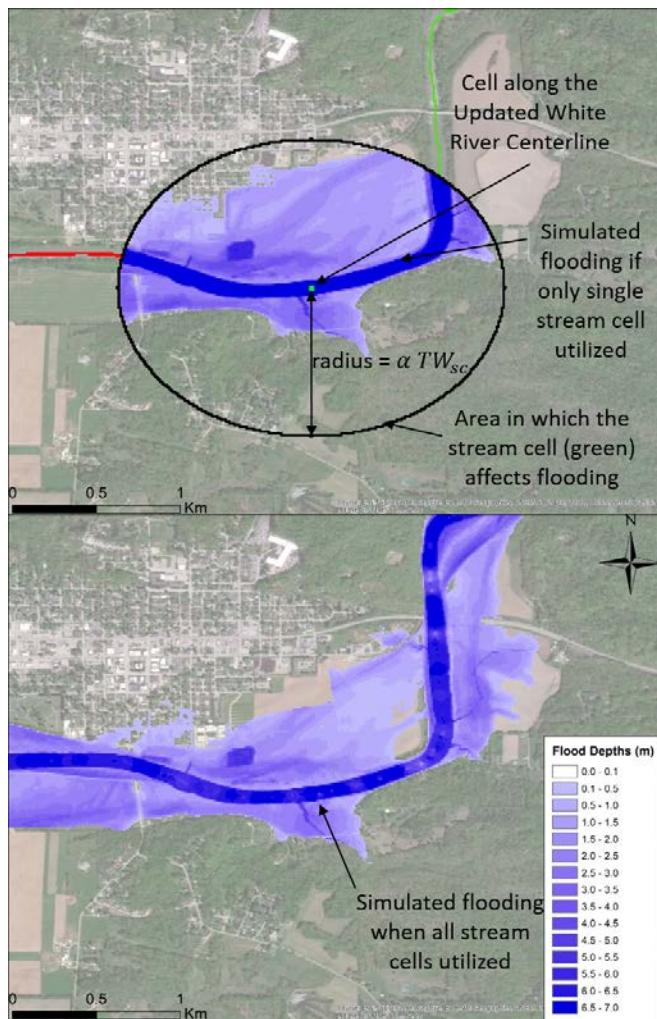 Cell along the
Updated White
River Centerline
Simulated
flooding if
only single
stream cell
utilized
radius = α TW_sc
Area in which the
stream cell (green)
affects flooding
0 0.5 1
Km
N
Simulated flooding
when all stream
cells utilized
0 0.5 1
Km
Flood Depths (m)
0.0 - 0.1
0.1 - 0.5
0.5 - 1.0
1.0 - 1.5
1.5 - 2.0
2.0 - 2.5
2.5 - 3.0
3.0 - 3.5
3.5 - 4.0
4.0 - 4.5
4.5 - 5.0
5.0 - 5.5
5.5 - 6.0
6.0 - 6.5
6.5 - 7.0